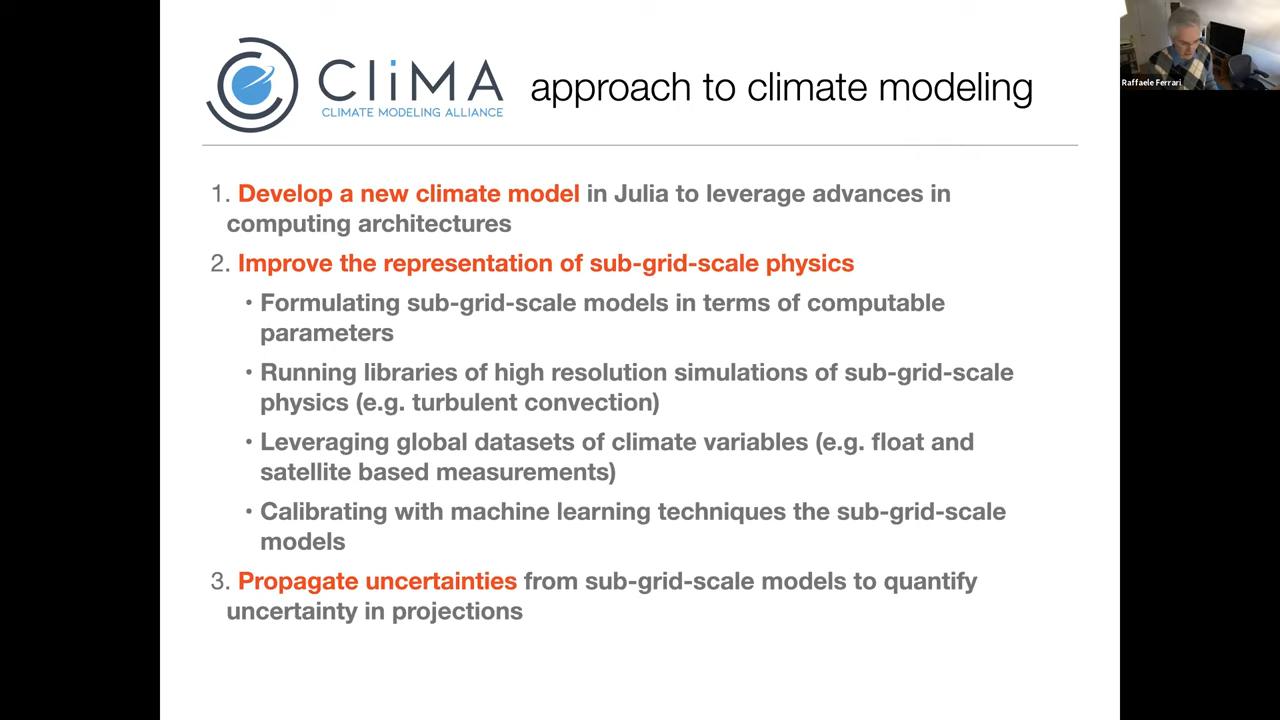 CliMA approach to climate modeling
CLIMATE MODELING ALLIANCE
Raffaele Ferrari
1. Develop a new climate model in Julia to leverage advances in
computing architectures
2. Improve the representation of sub-grid-scale physics
• Formulating sub-grid-scale models in terms of computable
parameters
• Running libraries of high resolution simulations of sub-grid-scale
physics (e.g. turbulent convection)
• Leveraging global datasets of climate variables (e.g. float and
satellite based measurements)
• Calibrating with machine learning techniques the sub-grid-scale
models
3. Propagate uncertainties from sub-grid-scale models to quantify
uncertainty in projections